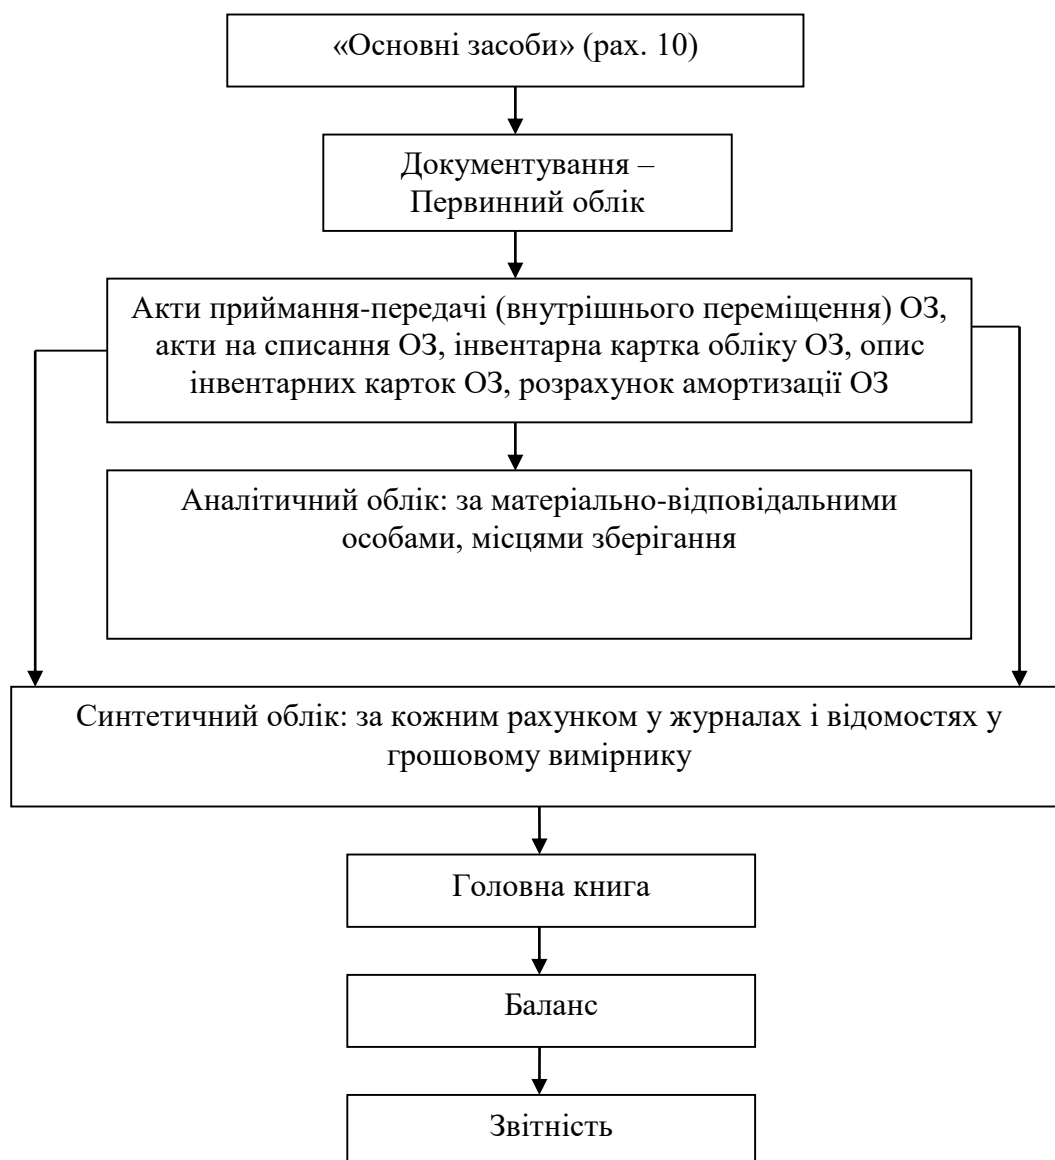 «Основні засоби» (рах. 10)
Документування –
Первинний облік
Акти приймання-передачі (внутрішнього переміщення) ОЗ,
акти на списання ОЗ, інвентарна картка обліку ОЗ, опис
інвентарних карток ОЗ, розрахунок амортизації ОЗ
Аналітичний облік: за матеріально-відповідальними
особами, місцями зберігання
Синтетичний облік: за кожним рахунком у журналах і відомостях у
грошовому вимірнику
Головна книга
Баланс
Звітність